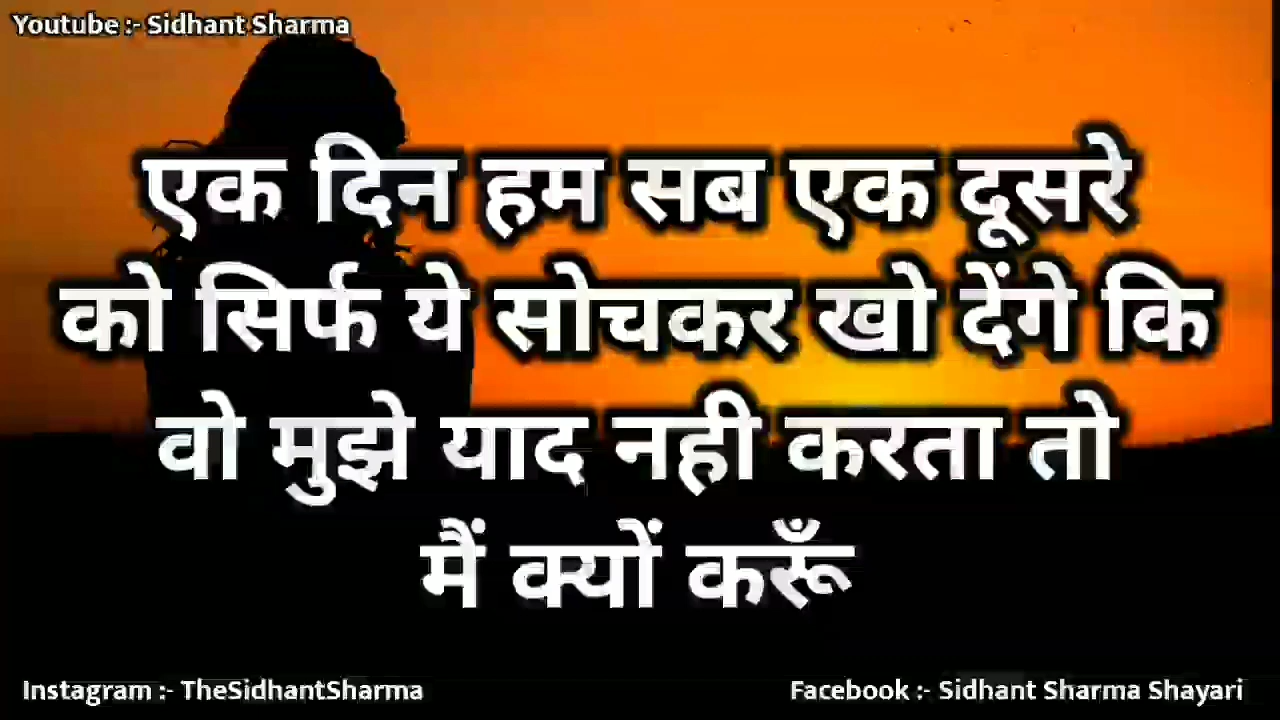 Youtube :- Sidhant Sharma
एक दिन हम सब एक दूसरे
को सिर्फ ये सोचकर खो देंगे कि
वो मुझे याद नही करता तो
मैं क्यों करूँ
Instagram :- TheSidhantSharma
Facebook :- Sidhant Sharma Shayari